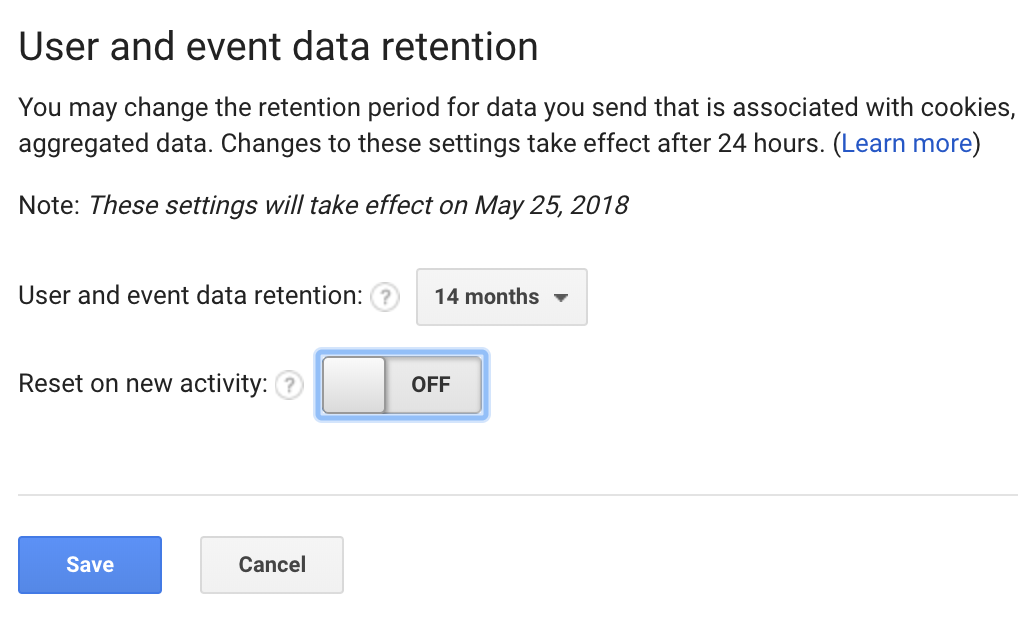 User and event data retention
You may change the retention period for data you send that is associated with cookies,
aggregated data. Changes to these settings take effect after 24 hours. (Learn more)
Note: These settings will take effect on May 25, 2018
User and event data retention: ? 14 months
Reset on new activity: ? OFF
Save Cancel